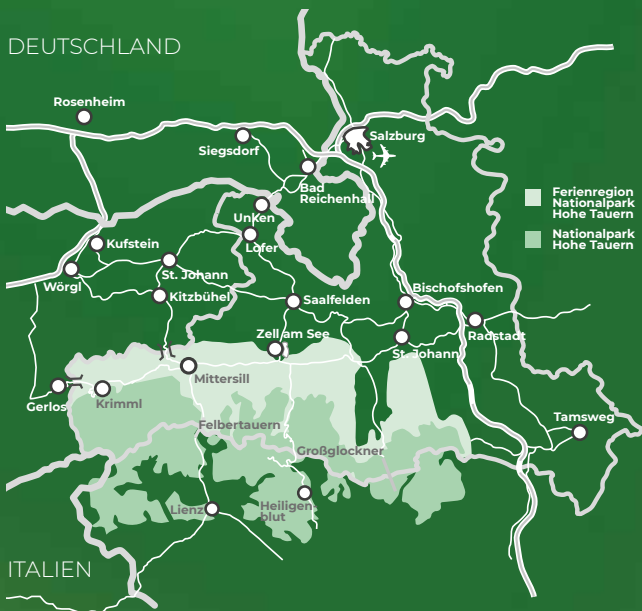 DEUTSCHLAND
Rosenheim
Siegsdorf
Salzburg
Bad
Reichenhall
Unken
Lofer
Kufstein
Wörgl
St. Johann
Kitzbühel
Saalfelden
Bischofshofen
Radstadt
St. Johann
Zell am See
Mittersill
Gerlos
Krimml
Felbertauern
Großglockner
Tamsweg
Lienz
Heiligen-
blut
ITALIEN
Ferienregion
Nationalpark
Hohe Tauern
Nationalpark
Hohe Tauern